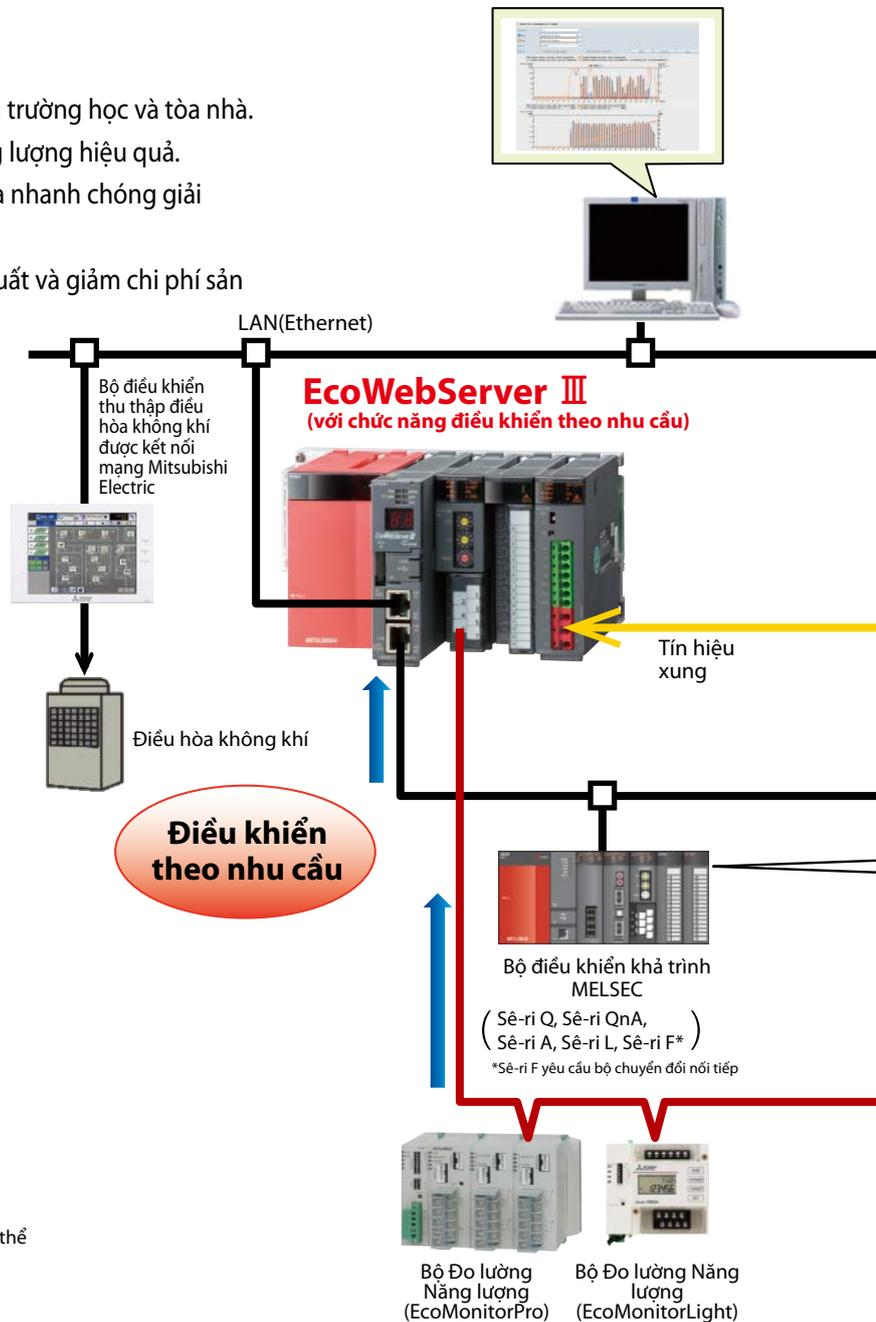 trường học và tòa nhà.
lượng hiệu quả.
nhanh chóng giải
và giảm chi phí sản
LAN(Ethernet)
Bộ điều khiển
thu thập điều
hòa không khí
được kết nối
mạng Mitsubishi
Electric
EcoWebServer Ⅲ
(với chức năng điều khiển theo nhu cầu)
Tín hiệu
xung
Điều hòa không khí
Điều khiển
theo nhu cầu
Bộ điều khiển khả trình
MELSEC
( Sê-ri Q, Sê-ri QnA,
Sê-ri A, Sê-ri L, Sê-ri F* )
*Sê-ri F yêu cầu bộ chuyển đổi nối tiếp
thể
Bộ Đo lường
Năng lượng
(EcoMonitorPro)
Bộ Đo lường Năng
lượng
(EcoMonitorLight)